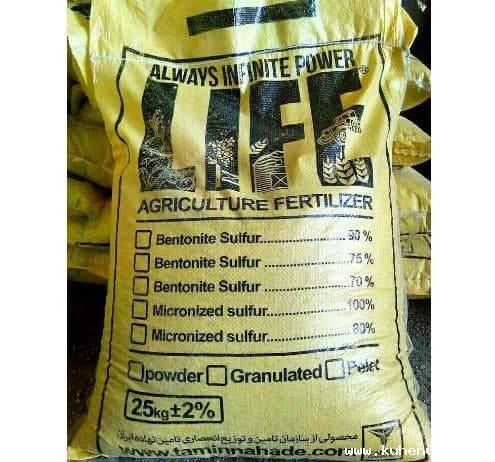 ALWAYS INFINITE POWER
LIFE®
AGRICULTURE FERTILIZER
Bentonite Sulfur........................90 %
Bentonite Sulfur ........................75 %
Bentonite Sulfur ........................70 %
Micronized sulfur......................100%
Micronized sulfur......................80%
powder Granulated Pelet
25kg±2%
محصولی از سازمان تامین و توزیع انحصاری تامین نهاده ایران
www.taminnahade.co
www.kuhen